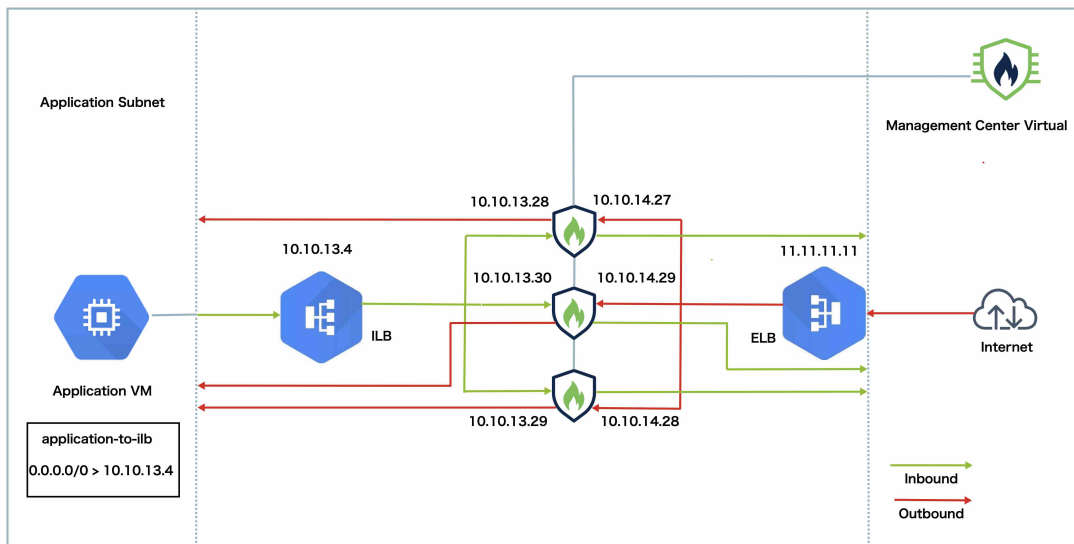 Application Subnet
Management Center Virtual
10.10.13.28
10.10.14.27
10.10.13.4
11.11.11.11
10.10.13.30
10.10.14.29
ILB
ELB
Internet
Application VM
10.10.13.29
10.10.14.28
application-to-ilb
0.0.0.0/0 > 10.10.13.4
Inbound
Outbound